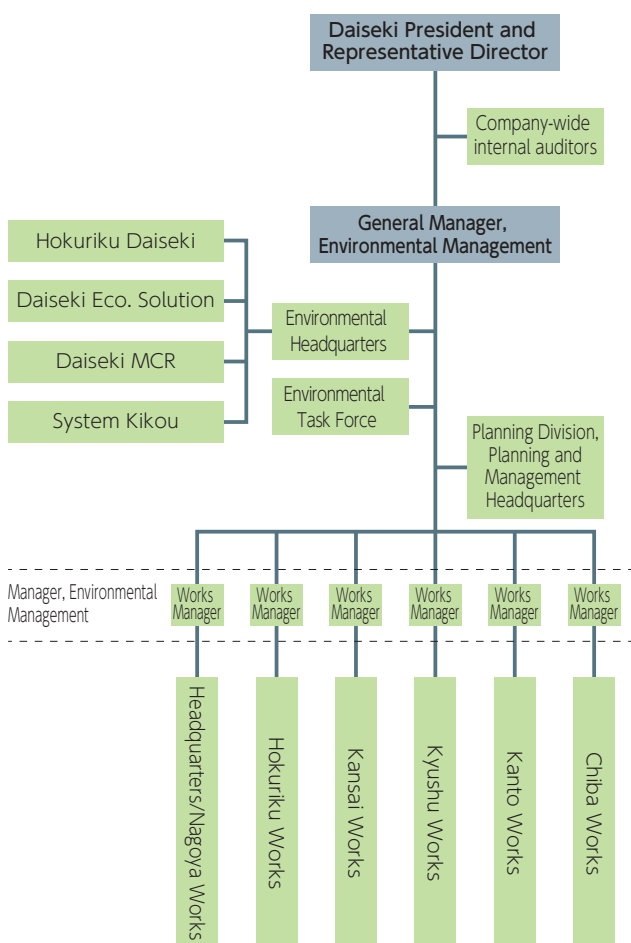 Daiseki President and
Representative Director
Company-wide
internal auditors
General Manager,
Environmental Management
Hokuriku Daiseki
Daiseki Eco. Solution
Daiseki MCR
System Kikou
Environmental
Headquarters
Environmental
Task Force
Planning Division,
Planning and
Management
Headquarters
Manager, Environmental
Management
Works
Manager
Works
Manager
Works
Manager
Works
Manager
Works
Manager
Works
Manager
Headquarters/Nagoya Works
Hokuriku Works
Kansai Works
Kyushu Works
Kanto Works
Chiba Works